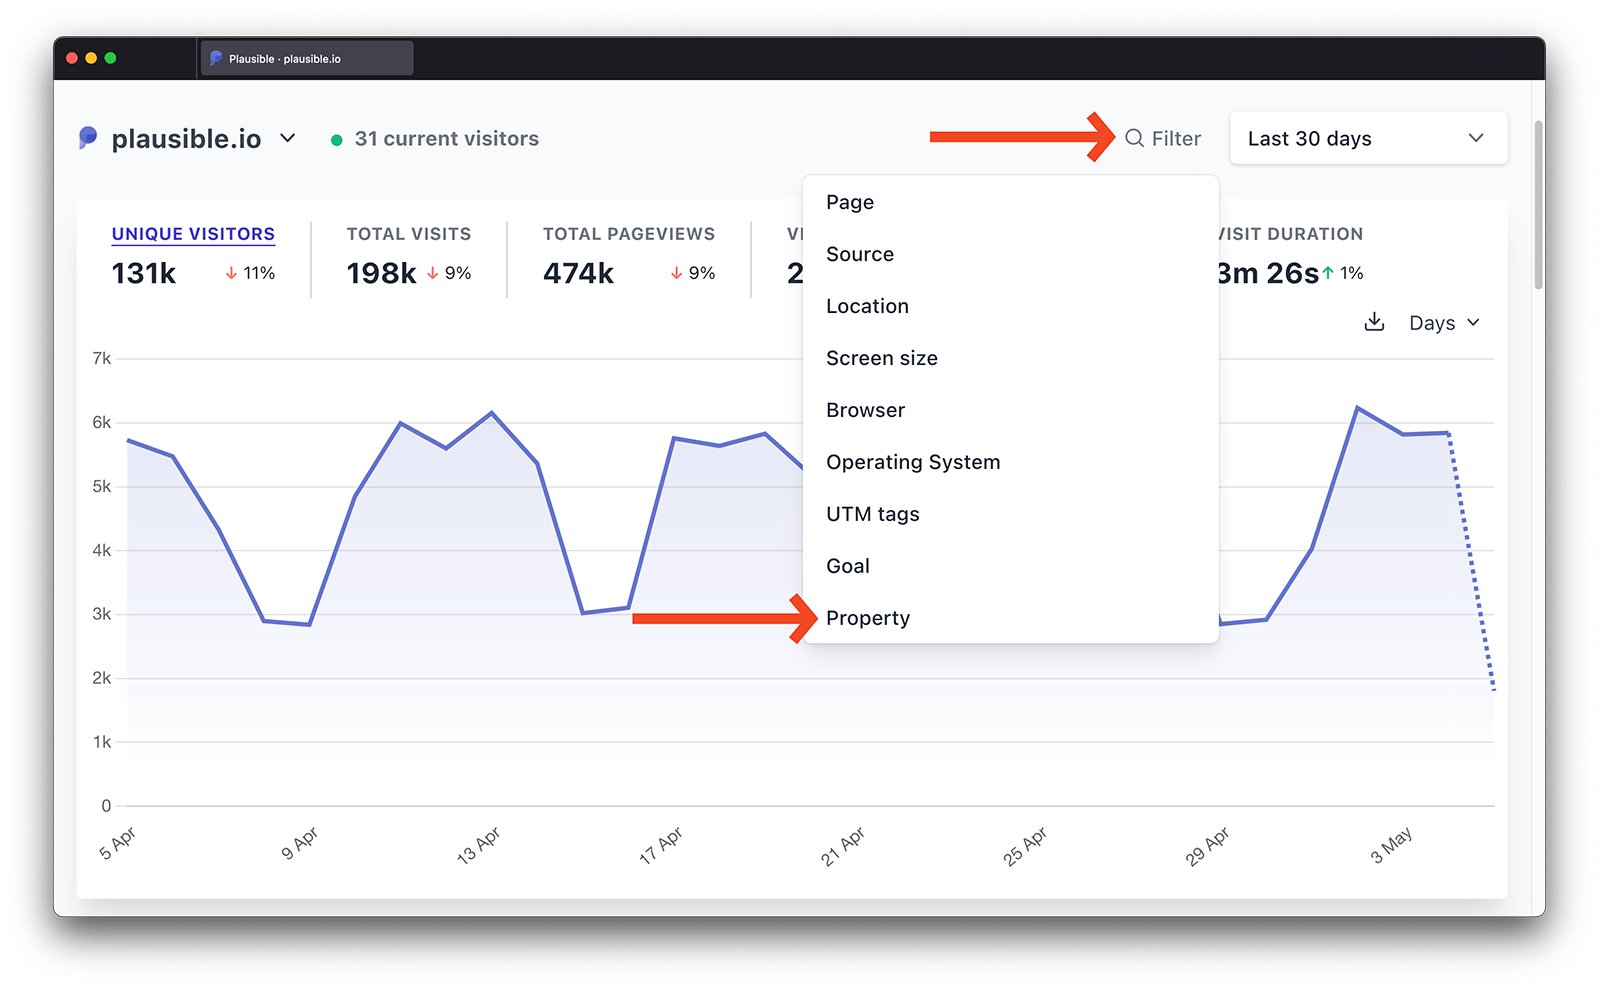 Plausible · plausible.io
plausible.io
31 current visitors
Filter
Last 30 days
Page
Source
Location
Screen size
Browser
Operating System
UTM tags
Goal
Property
UNIQUE VISITORS
131k
11%
TOTAL VISITS
198k
9%
TOTAL PAGEVIEWS
474k
9%
VISIT DURATION
3m 26s
1%
Days
7k
6k
5k
4k
3k
2k
1k
0
5 Apr
9 Apr
13 Apr
17 Apr
21 Apr
25 Apr
29 Apr
3 May